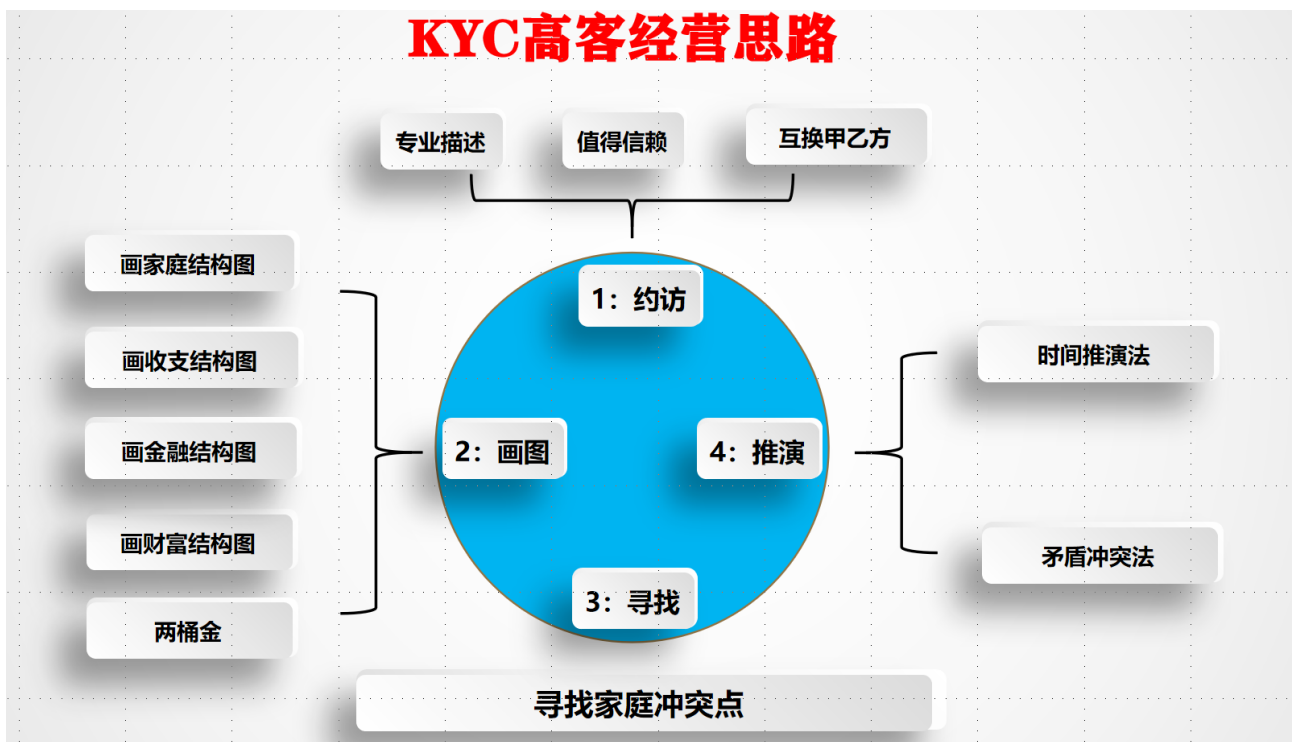 KYC高客经营思路
专业描述
值得信赖
互换甲乙方
1：约访
画家庭结构图
画收支结构图
画金融结构图
画财富结构图
两桶金
2：画图
4：推演
时间推演法
矛盾冲突法
3：寻找
寻找家庭冲突点